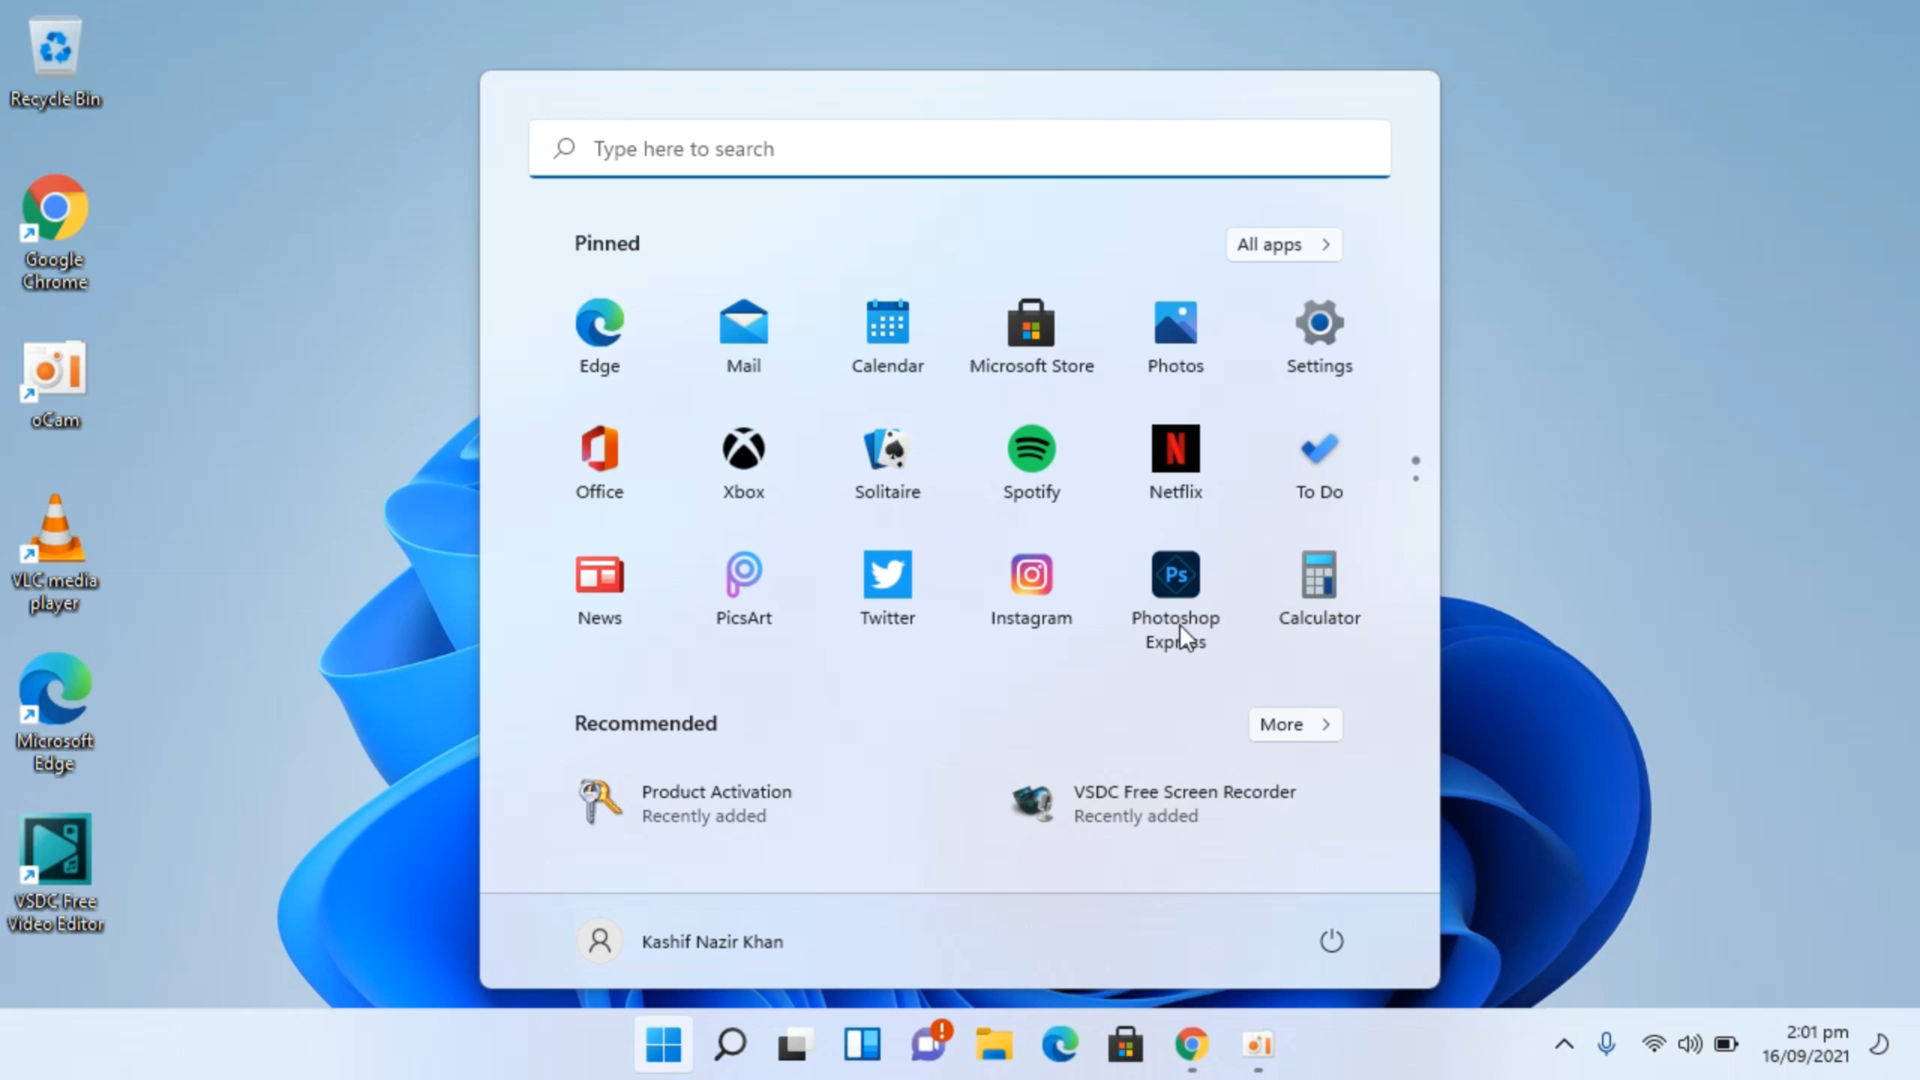 Recycle Bin
Google
Chrome
oCam
VLC media
player
Microsoft
Edge
VSDC Free
Video Editor
Type here to search
Pinned
All apps
Edge
Mail
Calendar
Microsoft Store
Photos
Settings
Office
Xbox
Solitaire
Spotify
N
Netflix
To Do
News
PicsArt
Twitter
Instagram
Ps
Photoshop
Express
Calculator
Recommended
More
Product Activation
Recently added
VSDC Free Screen Recorder
Recently added
Kashif Nazir Khan
2:01 pm
16/09/2021